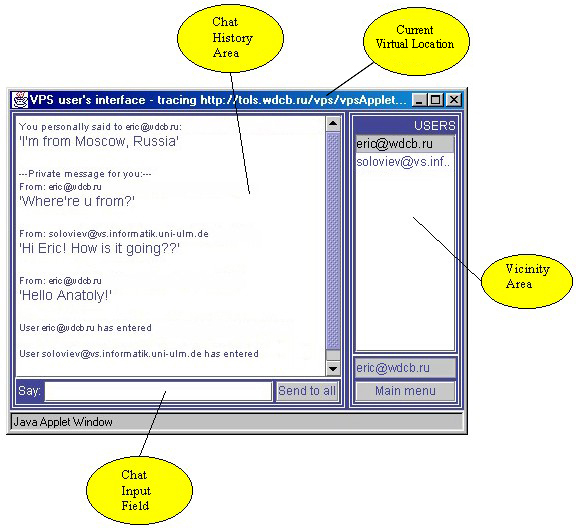 Chat
History
Area
Current
Virtual Location
VPS user's interface - tracing http://tols.wdcb.ru/vps/vpsApplet...
You personally said to eric@wdcb.ru:
'I'm from Moscow, Russia'
---Private message for you:---
From: eric@wdcb.ru
'Where're u from?'
From: soloviev@vs.informatik.uni-ulm.de
'Hi Eric! How is it going??'
From: eric@wdcb.ru
'Hello Anatoly!'
User eric@wdcb.ru has entered
User soloviev@vs.informatik.uni-ulm.de has entered
USERS
eric@wdcb.ru
soloviev@vs.inf..
Vicinity
Area
eric@wdcb.ru
Say:
Send to all
Main menu
Java Applet Window
Chat
Input
Field